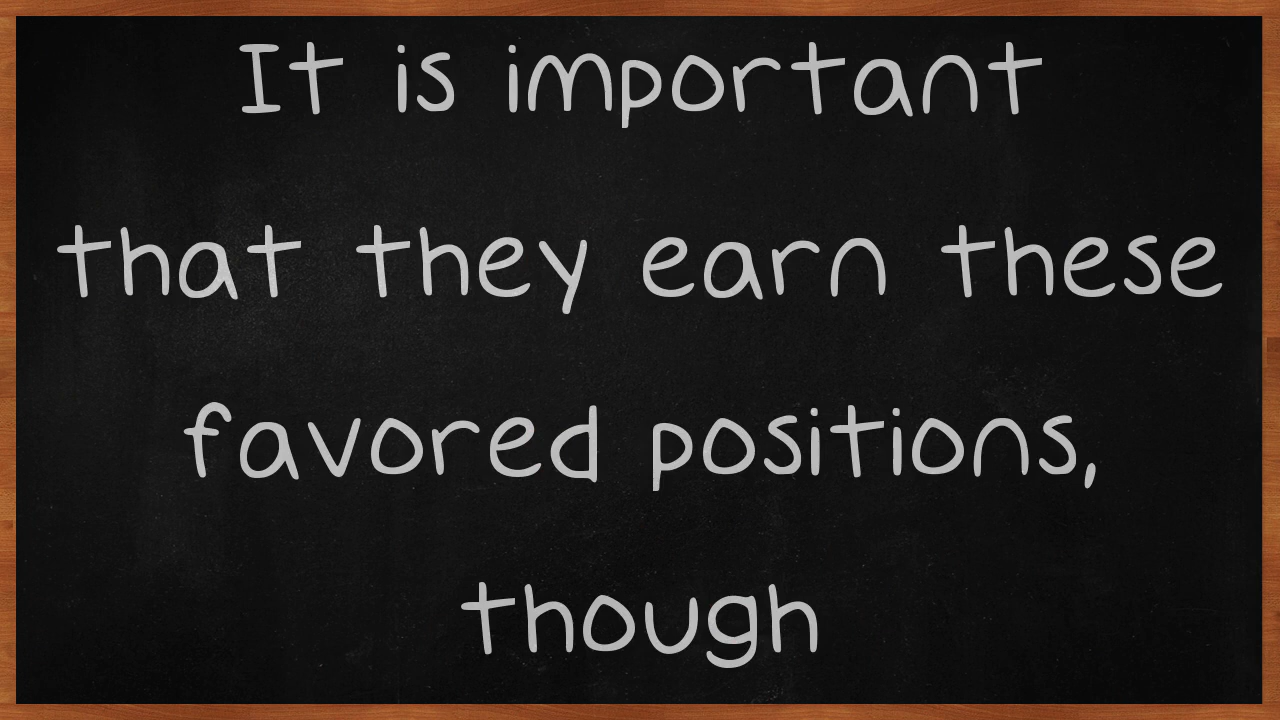 It is important
that they earn these
favored positions,
though